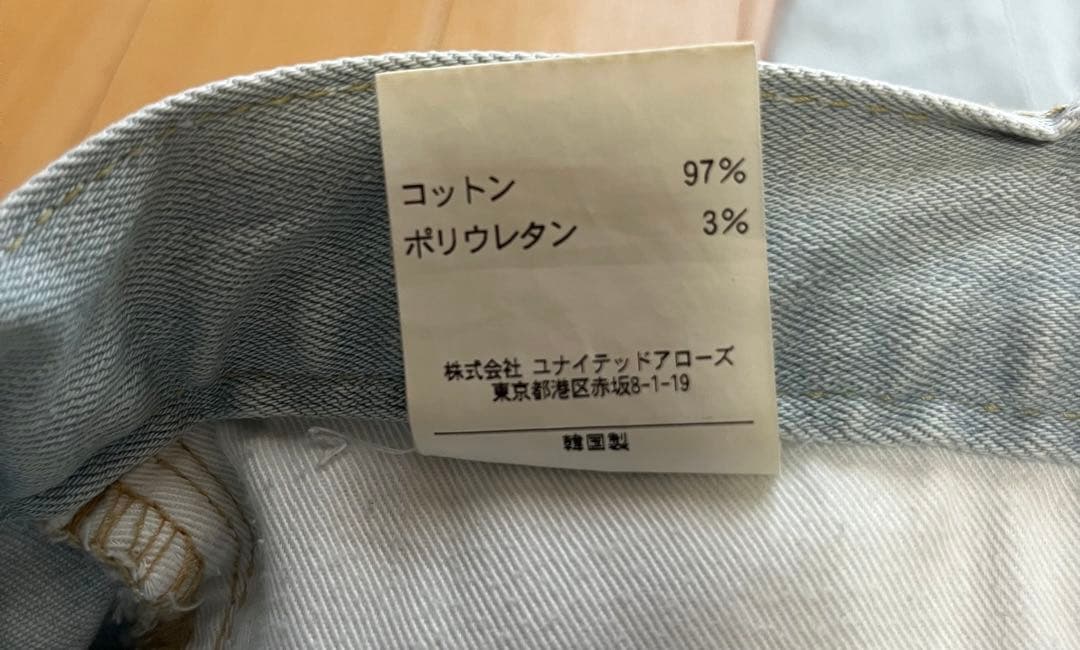 コットン 97%
ポリウレタン 3%
株式会社 ユナイテッドアローズ
東京都港区赤坂8-1-19
韓国製